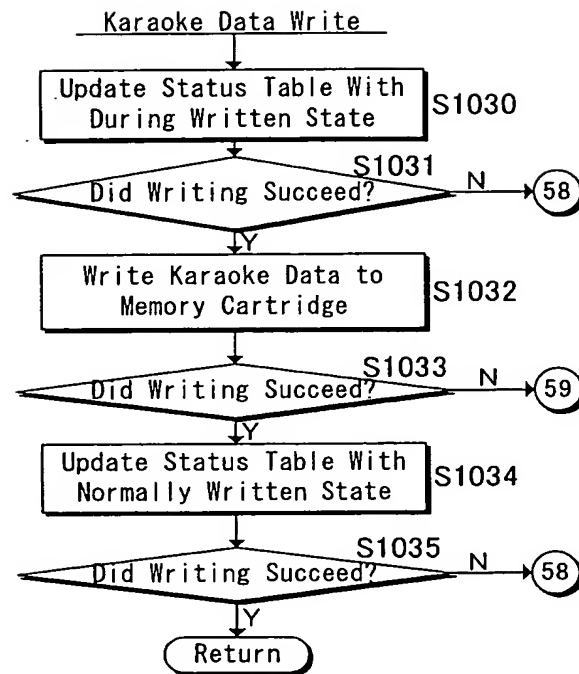 Karaoke Data Write
Update Status Table With
During Written State
S1030
S1031
Did Writing Succeed?
N
58
Y
Write Karaoke Data to
Memory Cartridge
S1032
S1033
Did Writing Succeed?
N
59
Y
Update Status Table With
Normally Written State
S1034
S1035
Did Writing Succeed?
N
58
Y
Return